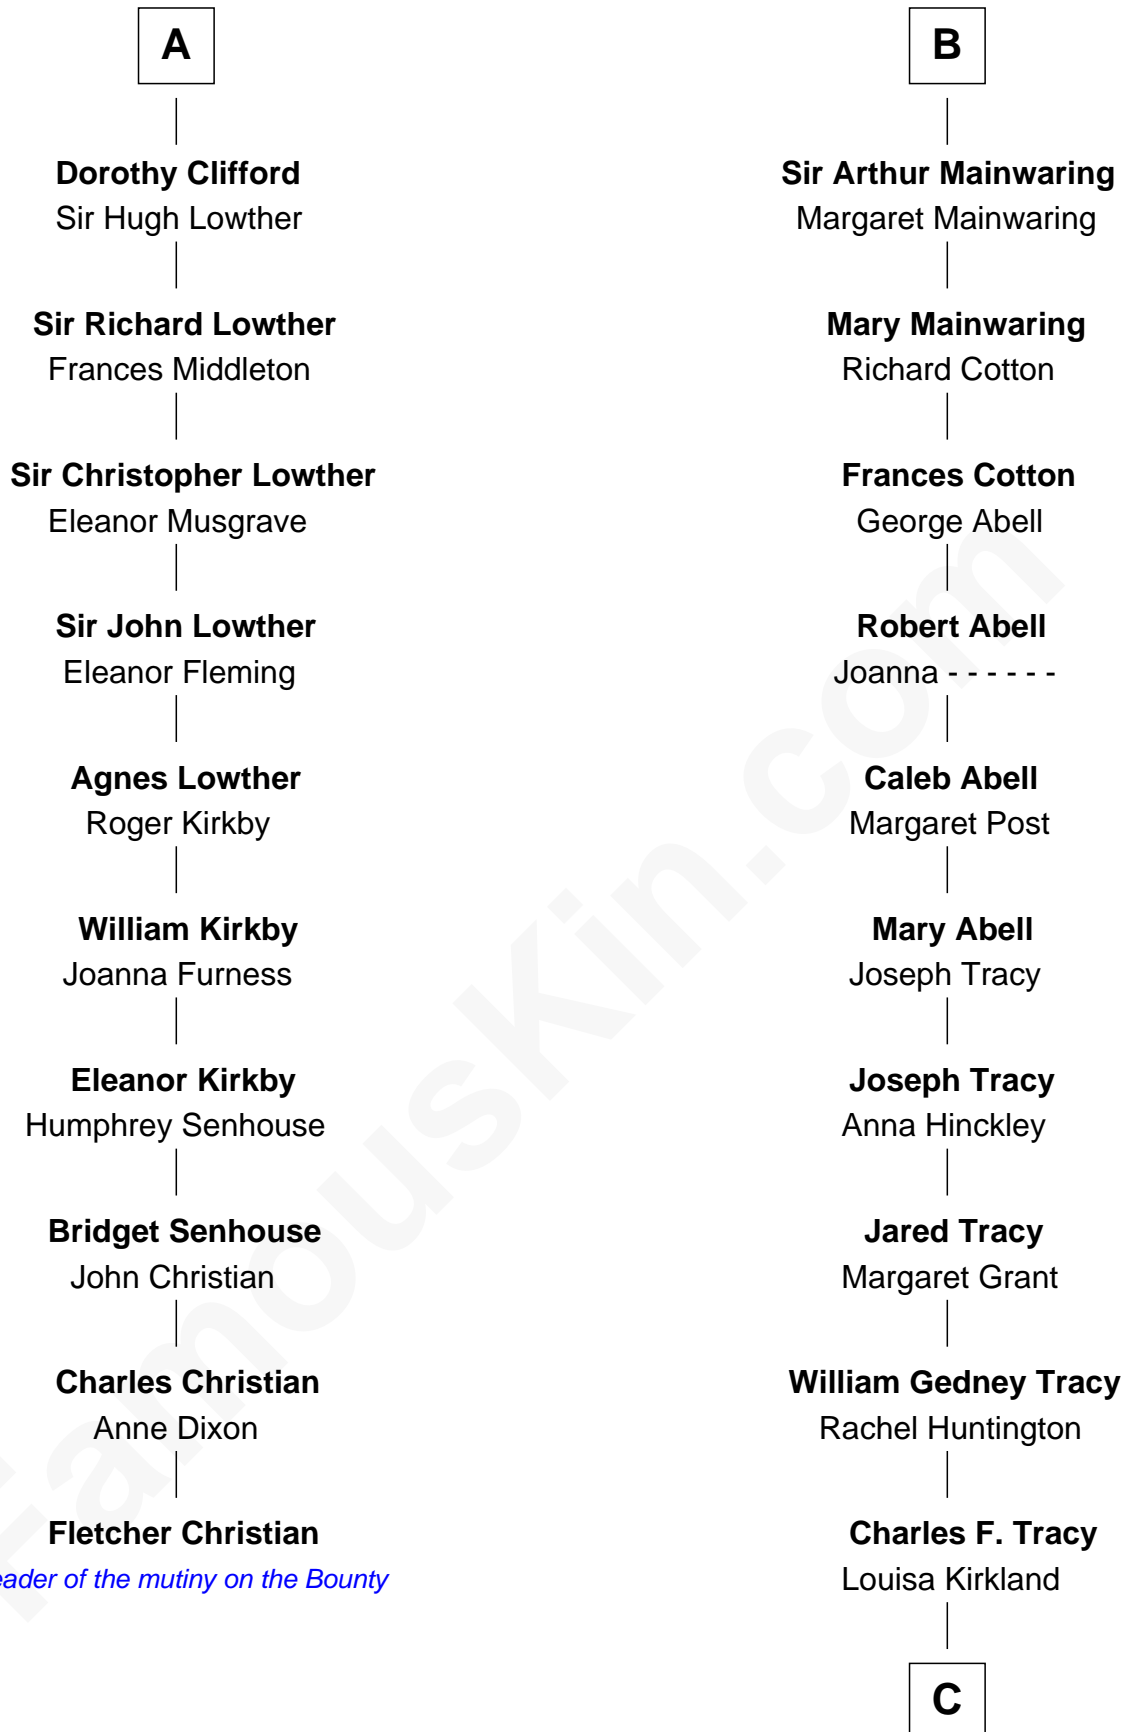 A
Dorothy Clifford
Sir Hugh Lowther
Sir Richard Lowther
Frances Middleton
Sir Christopher Lowther
Eleanor Musgrave
Sir John Lowther
Eleanor Fleming
Agnes Lowther
Roger Kirkby
William Kirkby
Joanna Furness
Eleanor Kirkby
Humphrey Senhouse
Bridget Senhouse
John Christian
Charles Christian
Anne Dixon
Fletcher Christian
eader of the mutiny on the Bounty
B
Sir Arthur Mainwaring
Margaret Mainwaring
Mary Mainwaring
Richard Cotton
Frances Cotton
George Abell
Robert Abell
Joanna - - - - - -
Caleb Abell
Margaret Post
Mary Abell
Joseph Tracy
Joseph Tracy
Anna Hinckley
Jared Tracy
Margaret Grant
William Gedney Tracy
Rachel Huntington
Charles F. Tracy
Louisa Kirkland
C
FamousKin.com